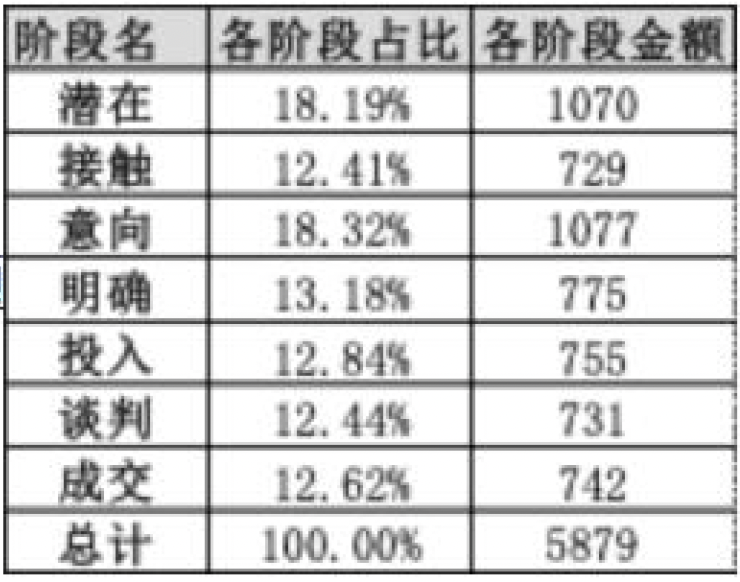 阶段名 各阶段占比 各阶段金额
潜在 18.19% 1070
接触 12.41% 729
意向 18.32% 1077
明确 13.18% 775
投入 12.84% 755
谈判 12.44% 731
成交 12.62% 742
总计 100.00% 5879